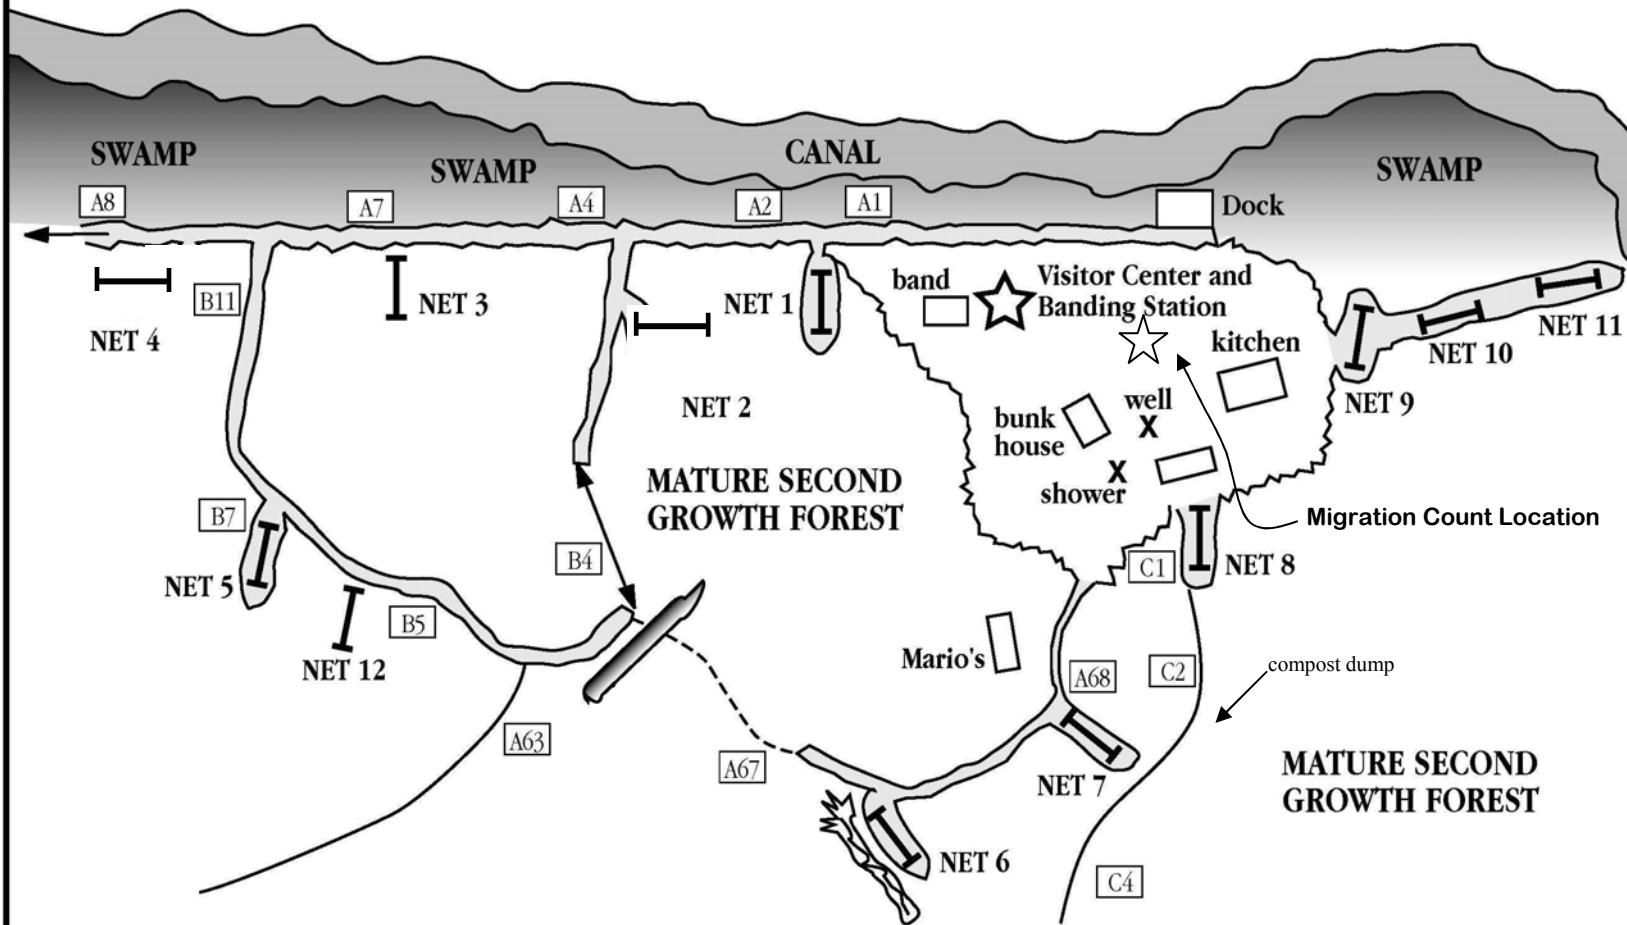 SWAMP
SWAMP
CANAL
SWAMP
A8
A7
A4
A2
A1
Dock
B11
NET 4
NET 3
NET 1
band
Visitor Center and
Banding Station
kitchen
NET 11
NET 10
NET 9
NET 2
bunk
house
well
X
X
shower
MATURE SECOND
GROWTH FOREST
Migration Count Location
B7
NET 5
B4
C1
NET 8
B5
NET 12
Mario's
A68
C2
compost dump
A63
A67
NET 7
MATURE SECOND
GROWTH FOREST
NET 6
C4